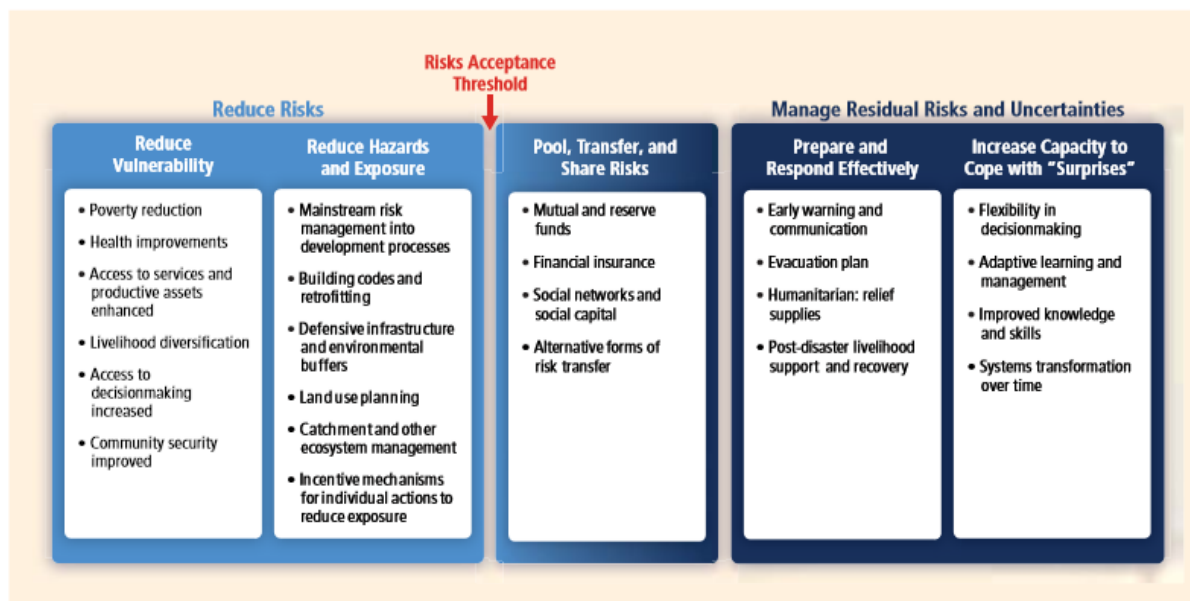 Risks Acceptance
Threshold
Reduce Risks
Manage Residual Risks and Uncertainties
Reduce
Vulnerability
• Poverty reduction
• Health improvements
• Access to services and
productive assets
enhanced
• Livelihood diversification
• Access to
decisionmaking
increased
• Community security
improved
Reduce Hazards
and Exposure
• Mainstream risk
management into
development processes
• Building codes and
retrofitting
• Defensive infrastructure
and environmental
buffers
• Land use planning
• Catchment and other
ecosystem management
• Incentive mechanisms
for individual actions to
reduce exposure
Pool, Transfer, and
Share Risks
• Mutual and reserve
funds
• Financial insurance
• Social networks and
social capital
• Alternative forms of
risk transfer
Prepare and
Respond Effectively
• Early warning and
communication
• Evacuation plan
• Humanitarian: relief
supplies
• Post-disaster livelihood
support and recovery
Increase Capacity to
Cope with “Surprises”
• Flexibility in
decisionmaking
• Adaptive learning and
management
• Improved knowledge
and skills
• Systems transformation
over time